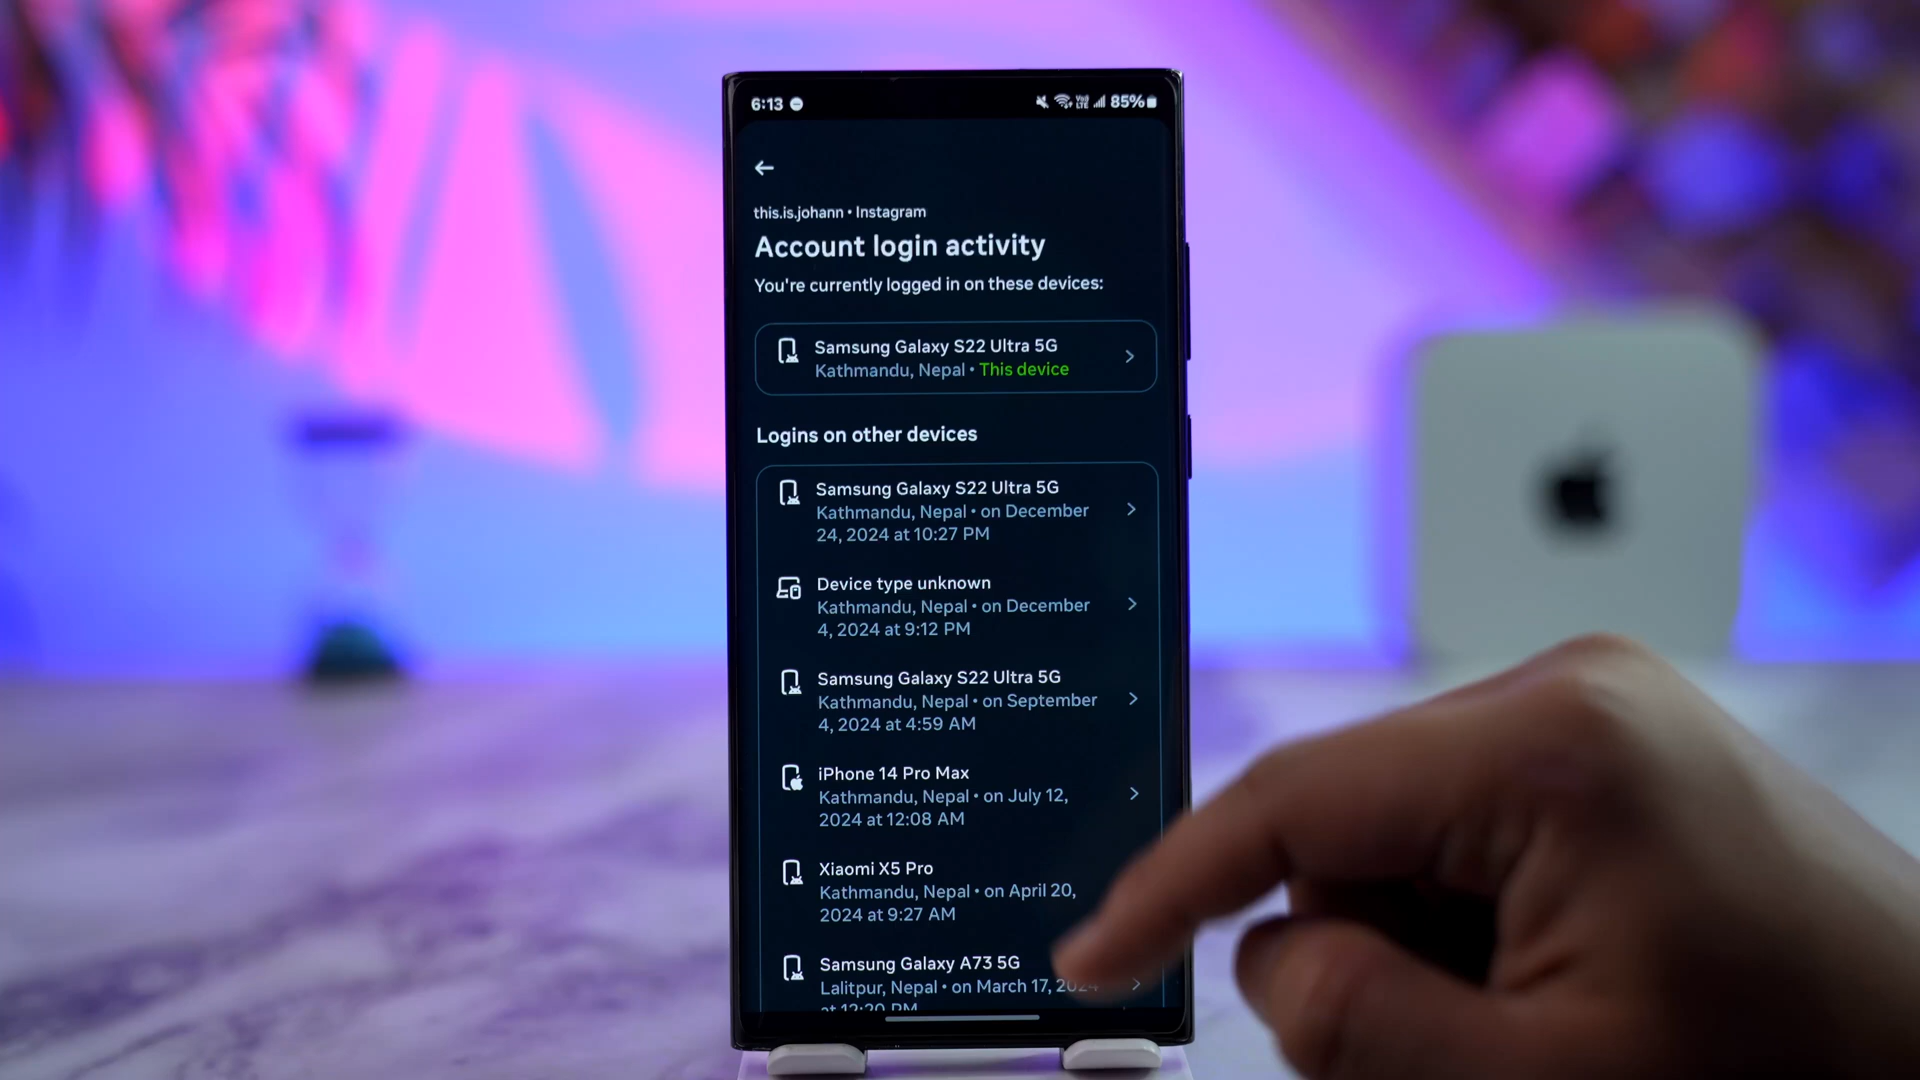 6:13 85%
this.is.johann • Instagram
Account login activity
You're currently logged in on these devices:
Samsung Galaxy S22 Ultra 5G
Kathmandu, Nepal • This device
Logins on other devices
Samsung Galaxy S22 Ultra 5G
Kathmandu, Nepal • on December
24, 2024 at 10:27 PM
Device type unknown
Kathmandu, Nepal • on December
4, 2024 at 9:12 PM
Samsung Galaxy S22 Ultra 5G
Kathmandu, Nepal • on September
4, 2024 at 4:59 AM
iPhone 14 Pro Max
Kathmandu, Nepal • on July 12,
2024 at 12:08 AM
Xiaomi X5 Pro
Kathmandu, Nepal • on April 20,
2024 at 9:27 AM
Samsung Galaxy A73 5G
Lalitpur, Nepal • on March 17, 2024
at 12:20 PM